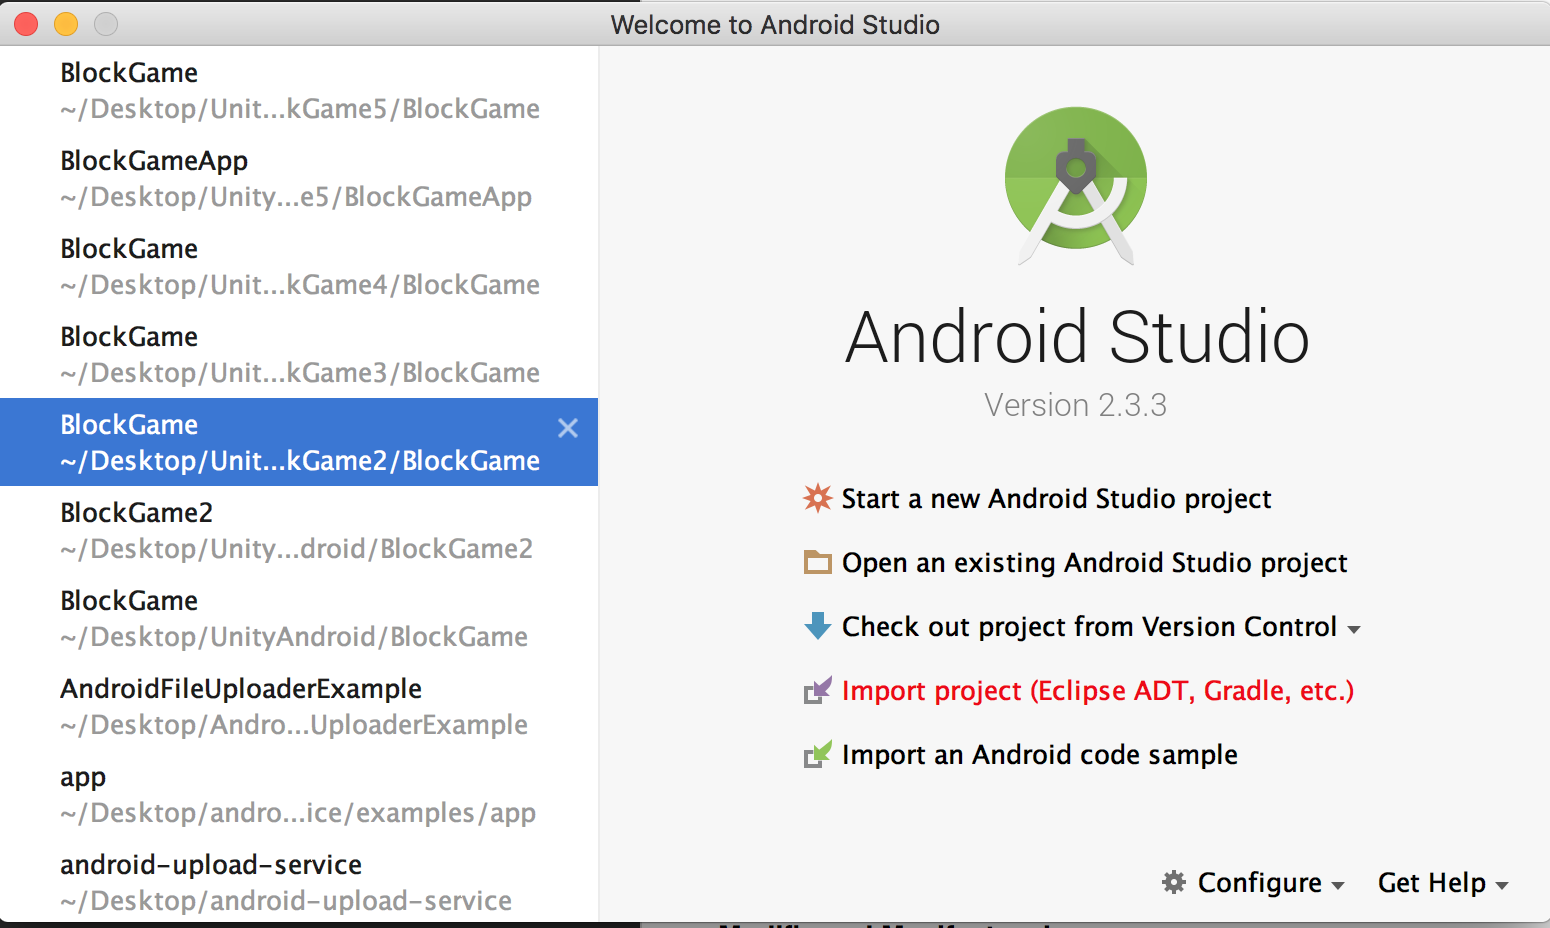 Welcome to Android Studio
BlockGame
~/Desktop/Unit...kGame5/BlockGame
BlockGameApp
~/Desktop/Unity...e5/BlockGameApp
BlockGame
~/Desktop/Unit...kGame4/BlockGame
BlockGame
~/Desktop/Unit...kGame3/BlockGame
BlockGame
~/Desktop/Unit...kGame2/BlockGame
BlockGame2
~/Desktop/Unity...droid/BlockGame2
BlockGame
~/Desktop/UnityAndroid/BlockGame
AndroidFileUploaderExample
~/Desktop/Andro...UploaderExample
app
~/Desktop/andro...ice/examples/app
android-upload-service
~/Desktop/android-upload-service
Android Studio
Version 2.3.3
Start a new Android Studio project
Open an existing Android Studio project
Check out project from Version Control
Import project (Eclipse ADT, Gradle, etc.)
Import an Android code sample
Configure
Get Help